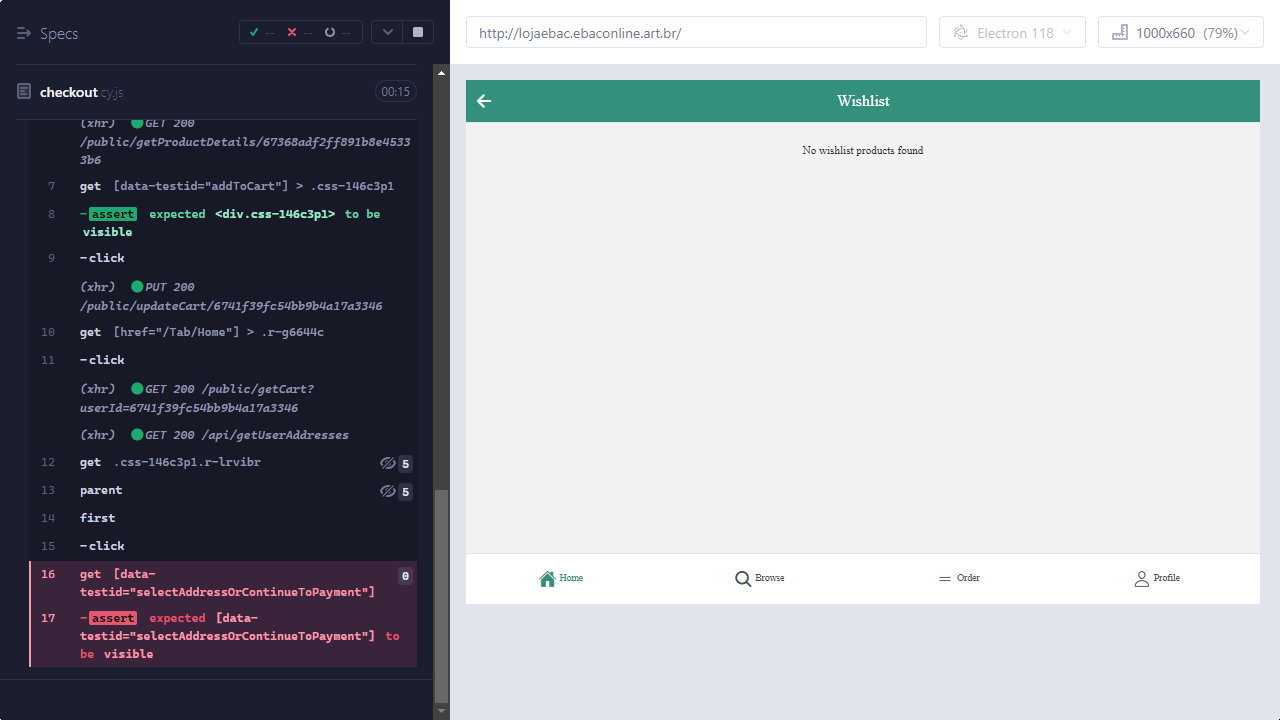 Specs
--
--
--
checkout.cy.js
00:15
(xhr) GET 200
/public/getProductDetails/67368adf2ff891b8e4533
3b6
7 get [data-testid="addToCart"] > .css-146c3p1
8 -assert expected <div.css-146c3p1> to be
visible
9 -click
(xhr) PUT 200
/public/updateCart/6741f39fc54bb9b4a17a3346
10 get [href="/Tab/Home"] > .r-g6644c
11 -click
(xhr) GET 200 /public/getCart?
userId=6741f39fc54bb9b4a17a3346
(xhr) GET 200 /api/getUserAddresses
12 get .css-146c3p1.r-lrvibr 5
13 parent 5
14 first
15 -click
16 get [data- 0
testid="selectAddressOrContinueToPayment"]
17 -assert expected [data-
testid="selectAddressOrContinueToPayment"] to
be visible
http://lojaebac.ebaconline.art.br/
Electron 118
1000x660 (79%)
Wishlist
No wishlist products found
Home
Browse
Order
Profile